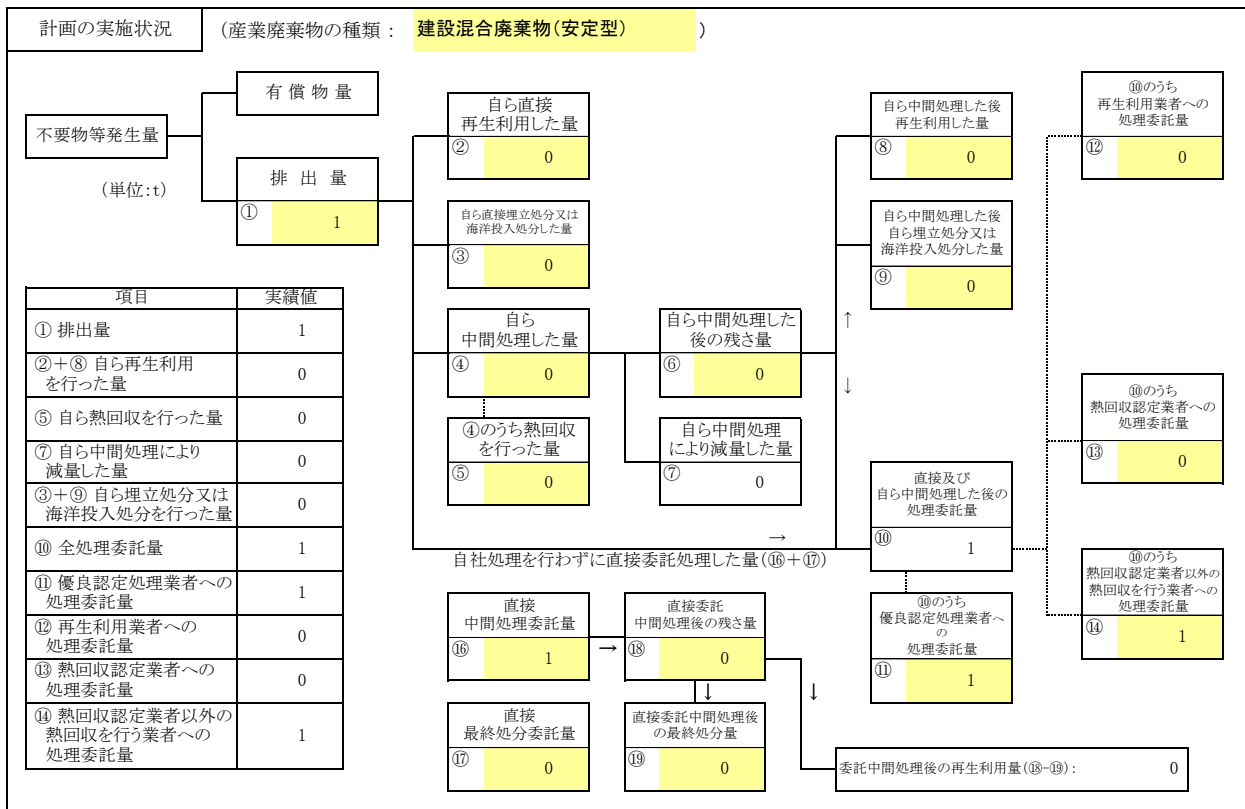 計画の実施状況
(産業廃棄物の種類： 建設混合廃棄物(安定型) )
不要物等発生量
(単位:t)
有償物量
排出量
① 1
自ら直接
再生利用した量
② 0
自ら直接埋立処分又は
海洋投入処分した量
③ 0
自ら
中間処理した量
④ 0
④のうち熱回収
を行った量
⑤ 0
自ら中間処理した
後の残さ量
⑥ 0
自ら中間処理
により減量した量
⑦ 0
自ら中間処理した後
再生利用した量
⑧ 0
自ら中間処理した後
自ら埋立処分又は
海洋投入処分した量
⑨ 0
↑
↓
直接及び
自ら中間処理した後の
処理委託量
⑩ 1
⑩のうち
優良認定処理業者へ
の
処理委託量
⑪ 1
⑩のうち
再生利用業者への
処理委託量
⑫ 0
⑩のうち
熱回収認定業者への
処理委託量
⑬ 0
⑩のうち
熱回収認定業者以外の
熱回収を行う業者への
処理委託量
⑭ 1
→
自社処理を行わずに直接委託処理した量(⑯+⑰)
直接
中間処理委託量
⑯ 1
→
直接委託
中間処理後の残さ量
⑱ 0
↓
↓
直接
最終処分委託量
⑰ 0
直接委託中間処理後
の最終処分量
⑲ 0
委託中間処理後の再生利用量(⑱-⑲)： 0
項目 実績値
① 排出量 1
②+⑧ 自ら再生利用
を行った量 0
⑤ 自ら熱回収を行った量 0
⑦ 自ら中間処理により
減量した量 0
③+⑨ 自ら埋立処分又は
海洋投入処分を行った量 0
⑩ 全処理委託量 1
⑪ 優良認定処理業者への
処理委託量 1
⑫ 再生利用業者への
処理委託量 0
⑬ 熱回収認定業者への
処理委託量 0
⑭ 熱回収認定業者以外の
熱回収を行う業者への
処理委託量 1